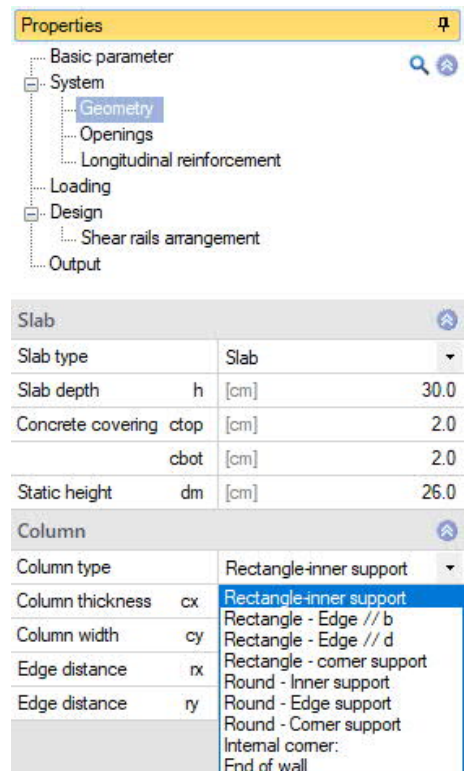 Properties
Basic parameter
System
Geometry
Openings
Longitudinal reinforcement
Loading
Design
Shear rails arrangement
Output
Slab
Slab type Slab
Slab depth h [cm] 30.0
Concrete covering ctop [cm] 2.0
cbot [cm] 2.0
Static height dm [cm] 26.0
Column
Column type Rectangle-inner support
Column thickness cx Rectangle-inner support
Rectangle - Edge // b
Column width cy Rectangle - Edge // d
Rectangle - corner support
Edge distance rx Round - Inner support
Edge distance ry Round - Edge support
Round - Corner support
Internal corner:
End of wall